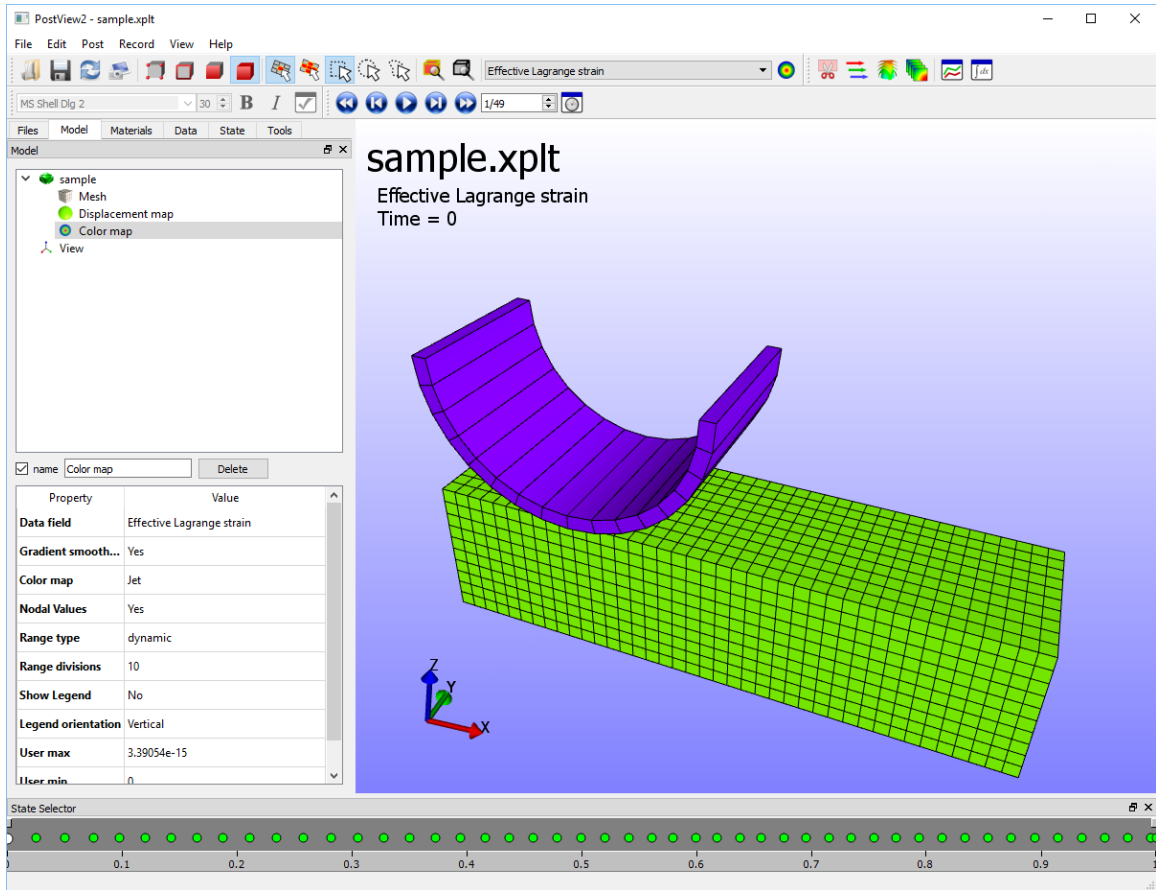 PostView2 - sample.xplt
File Edit Post Record View Help
Effective Lagrange strain
∫dx
MS Shell Dlg 2 30 B I 1/49
Files Model Materials Data State Tools
Model
sample
Mesh
Displacement map
Color map
View
name Color map Delete
Property Value
Data field Effective Lagrange strain
Gradient smooth... Yes
Color map Jet
Nodal Values Yes
Range type dynamic
Range divisions 10
Show Legend No
Legend orientation Vertical
User max 3.39054e-15
User min 0
sample.xplt
Effective Lagrange strain
Time = 0
Z
Y
X
State Selector
0.1 0.2 0.3 0.4 0.5 0.6 0.7 0.8 0.9 1